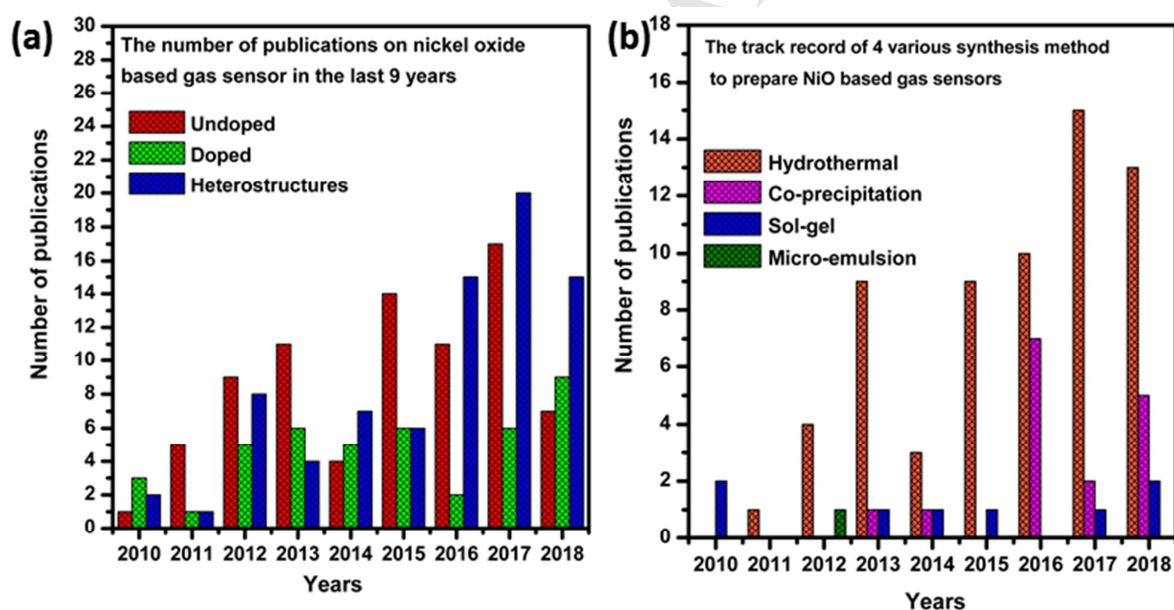 (a)
The number of publications on nickel oxide
based gas sensor in the last 9 years
Undoped
Doped
Heterostructures
Number of publications
30
28
26
24
22
20
18
16
14
12
10
8
6
4
2
0
2010 2011 2012 2013 2014 2015 2016 2017 2018
Years
(b)
The track record of 4 various synthesis method
to prepare NiO based gas sensors
Hydrothermal
Co-precipitation
Sol-gel
Micro-emulsion
Number of publications
18
16
14
12
10
8
6
4
2
0
2010 2011 2012 2013 2014 2015 2016 2017 2018
Years